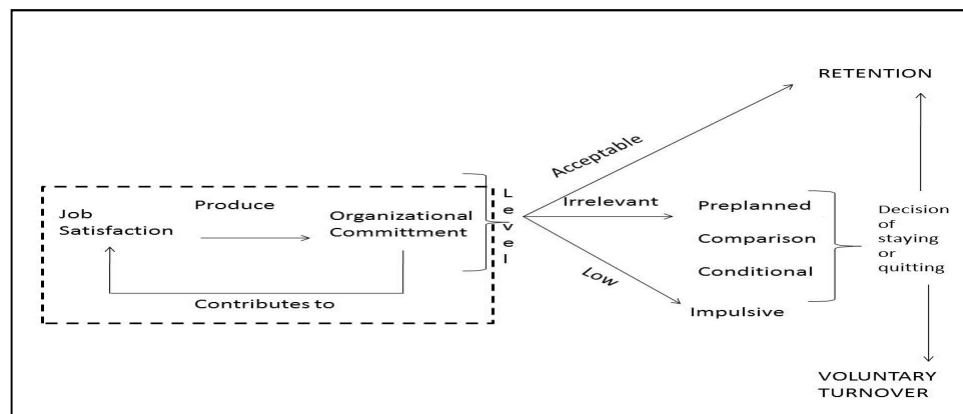 RETENTION
Acceptable
Level
Produce
Irrelevant
Job
Satisfaction
Organizational
Committment
Preplanned
Comparison
Conditional
Impulsive
Decision
of
staying
or
quitting
Low
Contributes to
VOLUNTARY
TURNOVER